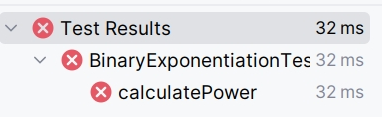 Test Results 32 ms
BinaryExponentiationTes 32 ms
calculatePower 32 ms